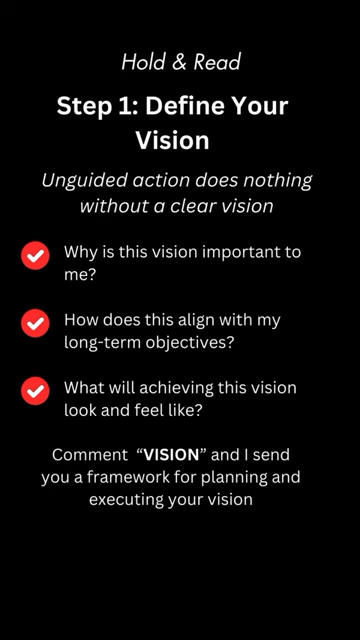 Hold & Read
Step 1: Define Your
Vision
Unguided action does nothing
without a clear vision
Why is this vision important to
me?
How does this align with my
long-term objectives?
What will achieving this vision
look and feel like?
Comment “VISION” and I send
you a framework for planning and
executing your vision